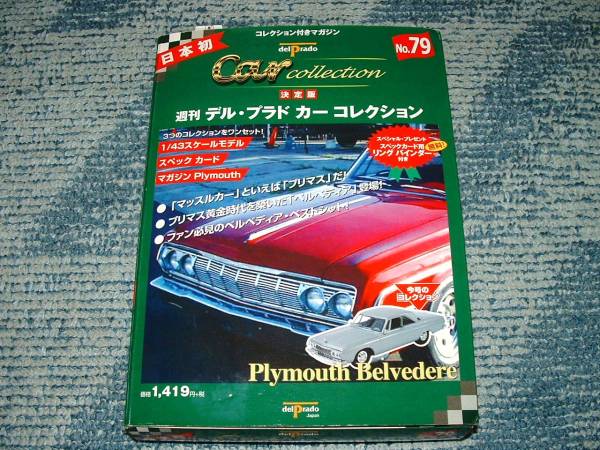 日本初
コレクション付きマガジン
del Prado
No.79
Car collection
決定版
週刊 デル・プラド カー コレクション
3つのコレクションをワンセット!
1/43スケールモデル
スペック カード
マガジン Plymouth
スペシャル・プレゼント
スペックカード用
リング バインダー
付き
無料!
●「マッスルカー」といえば「プリマス」だ!
●プリマス黄金時代を築いた「ベルベディア」登場!
●ファン必見のベルベディア・ベストショット!
今号の
コレクション
Plymouth Belvedere
価格 1,419円+税
del Prado
Japan